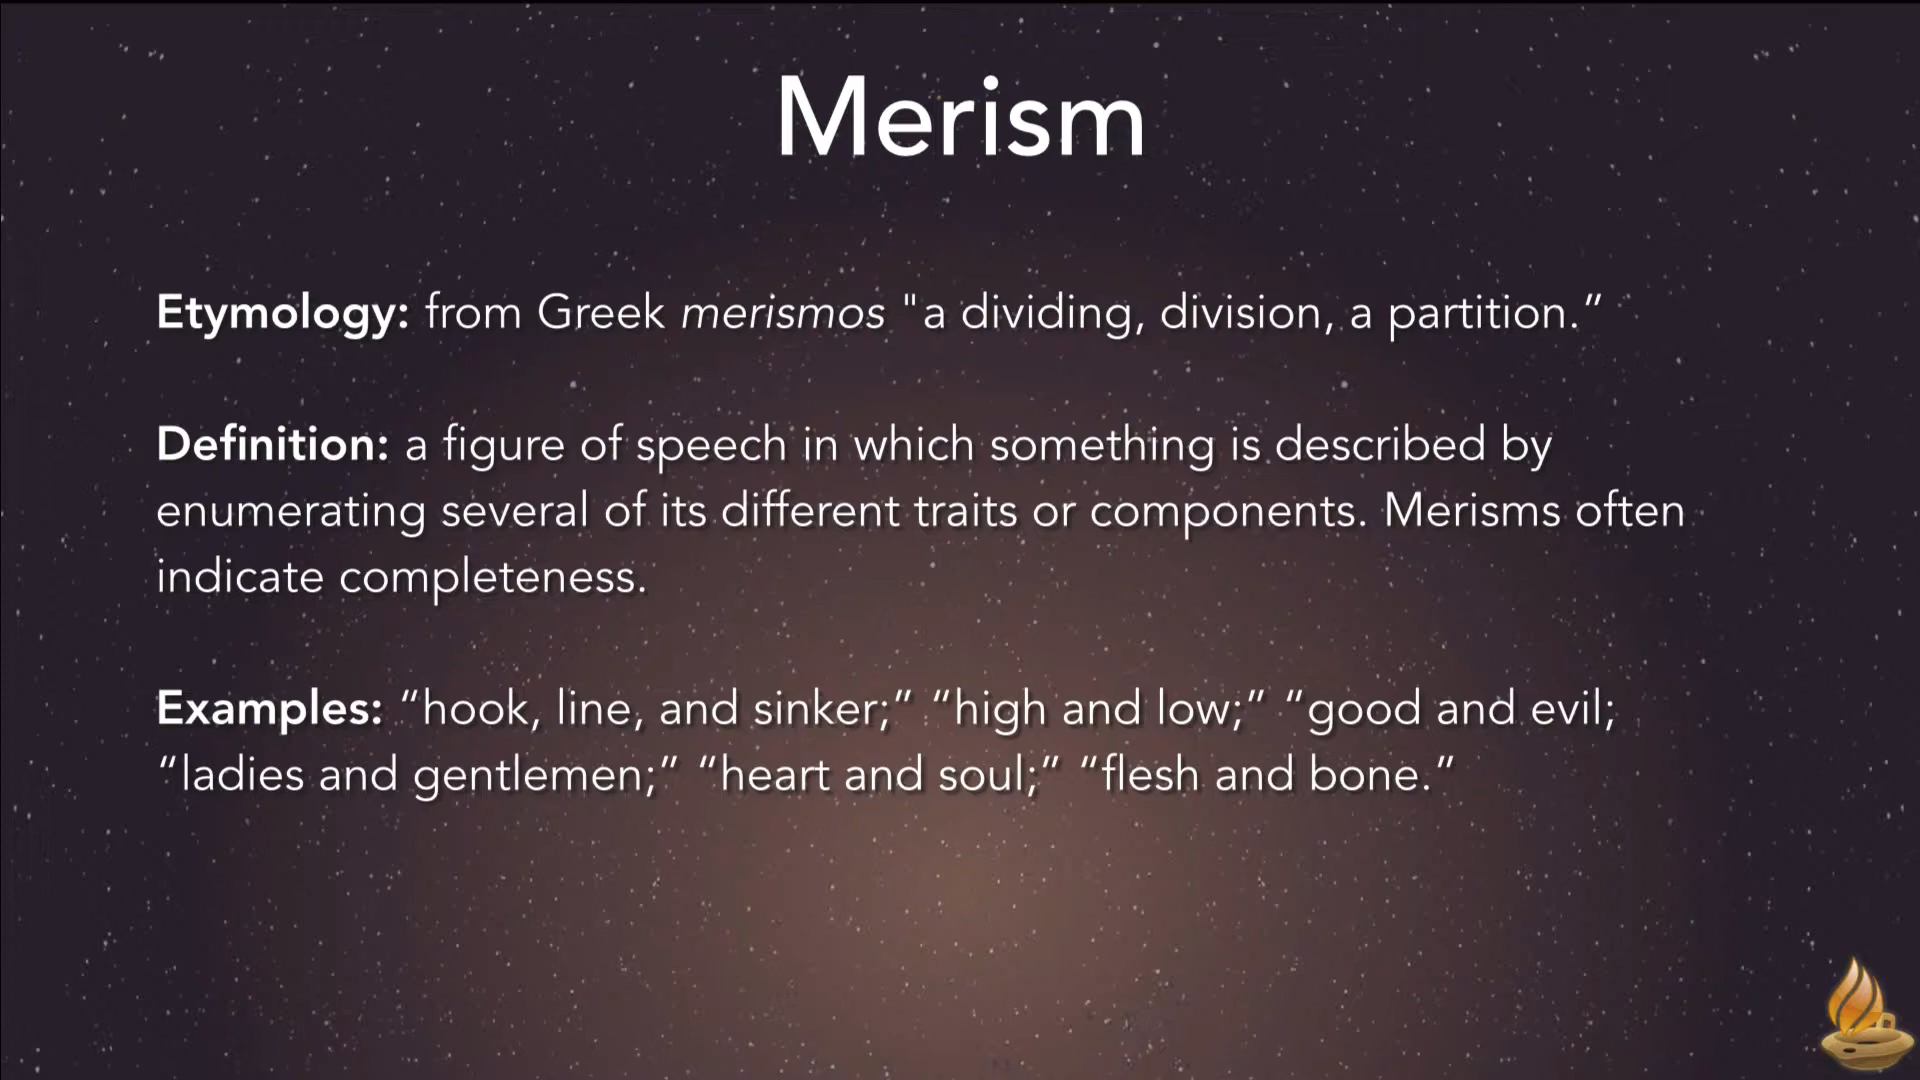 Merism
Etymology: from Greek merismos "a dividing, division, a partition.”
Definition: a figure of speech in which something is described by
enumerating several of its different traits or components. Merisms often
indicate completeness.
Examples: “hook, line, and sinker;” “high and low;” “good and evil;
“ladies and gentlemen;” “heart and soul;” “flesh and bone.”